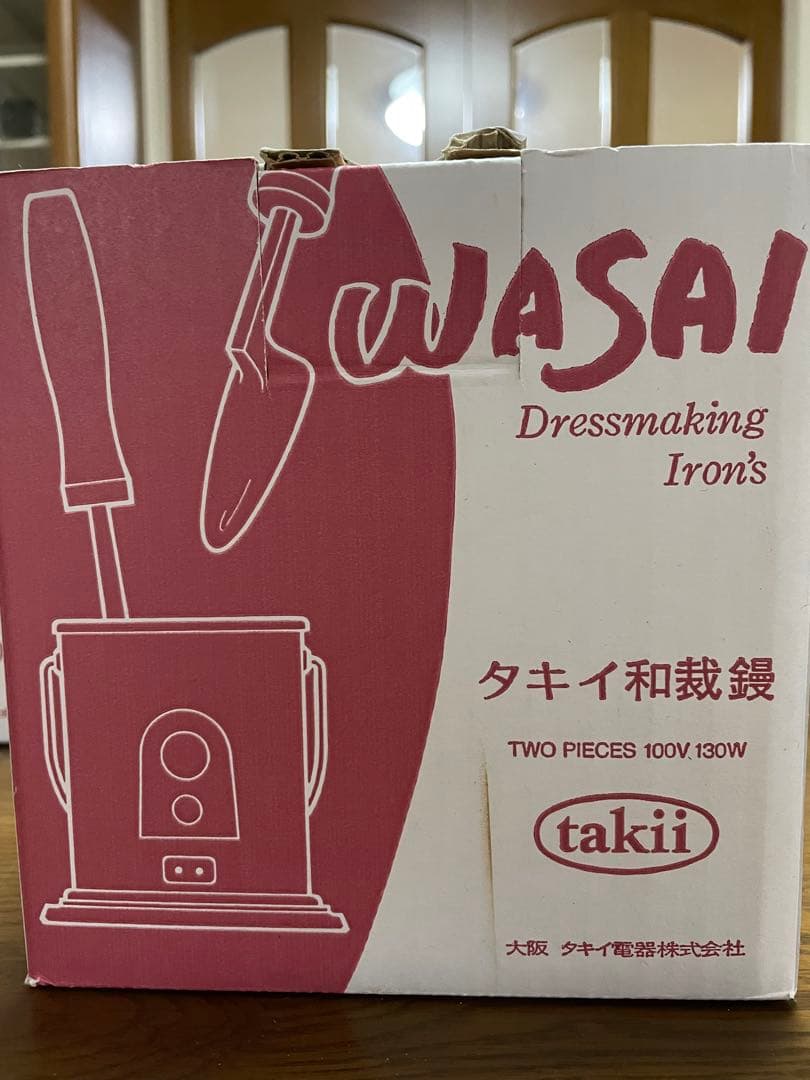 WASAI
Dressmaking
Iron's
タキイ和裁鏝
TWO PIECES 100V, 130W
takii
大阪 タキイ電器株式会社